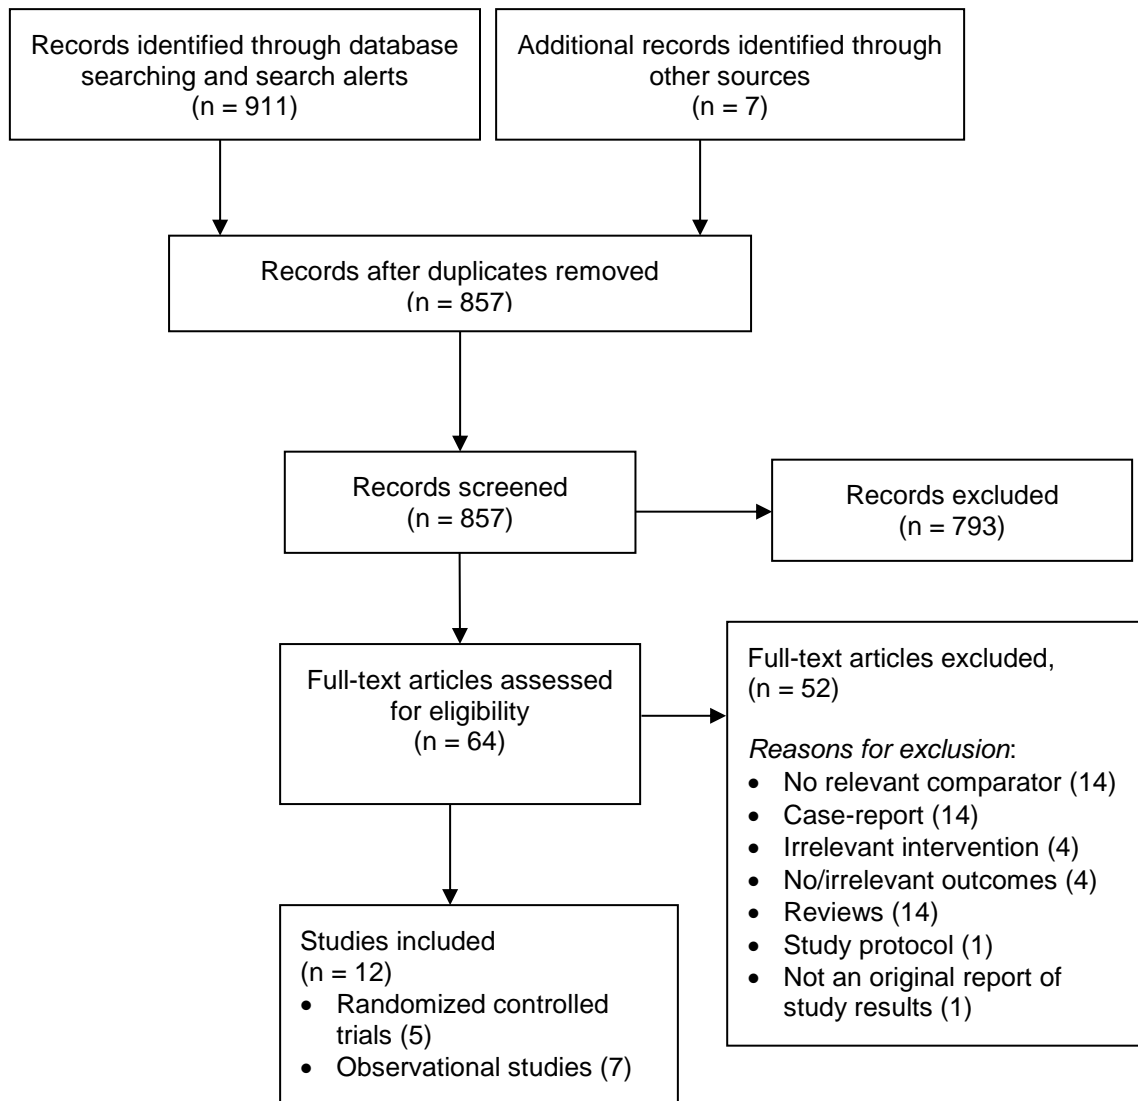 Records identified through database
searching and search alerts
(n = 911)
Additional records identified through
other sources
(n = 7)
Records after duplicates removed
(n = 857)
Records screened
(n = 857)
Records excluded
(n = 793)
Full-text articles assessed
for eligibility
(n = 64)
Full-text articles excluded,
(n = 52)
Reasons for exclusion:
• No relevant comparator (14)
• Case-report (14)
• Irrelevant intervention (4)
• No/irrelevant outcomes (4)
• Reviews (14)
• Study protocol (1)
• Not an original report of
study results (1)
Studies included
(n = 12)
• Randomized controlled
trials (5)
• Observational studies (7)